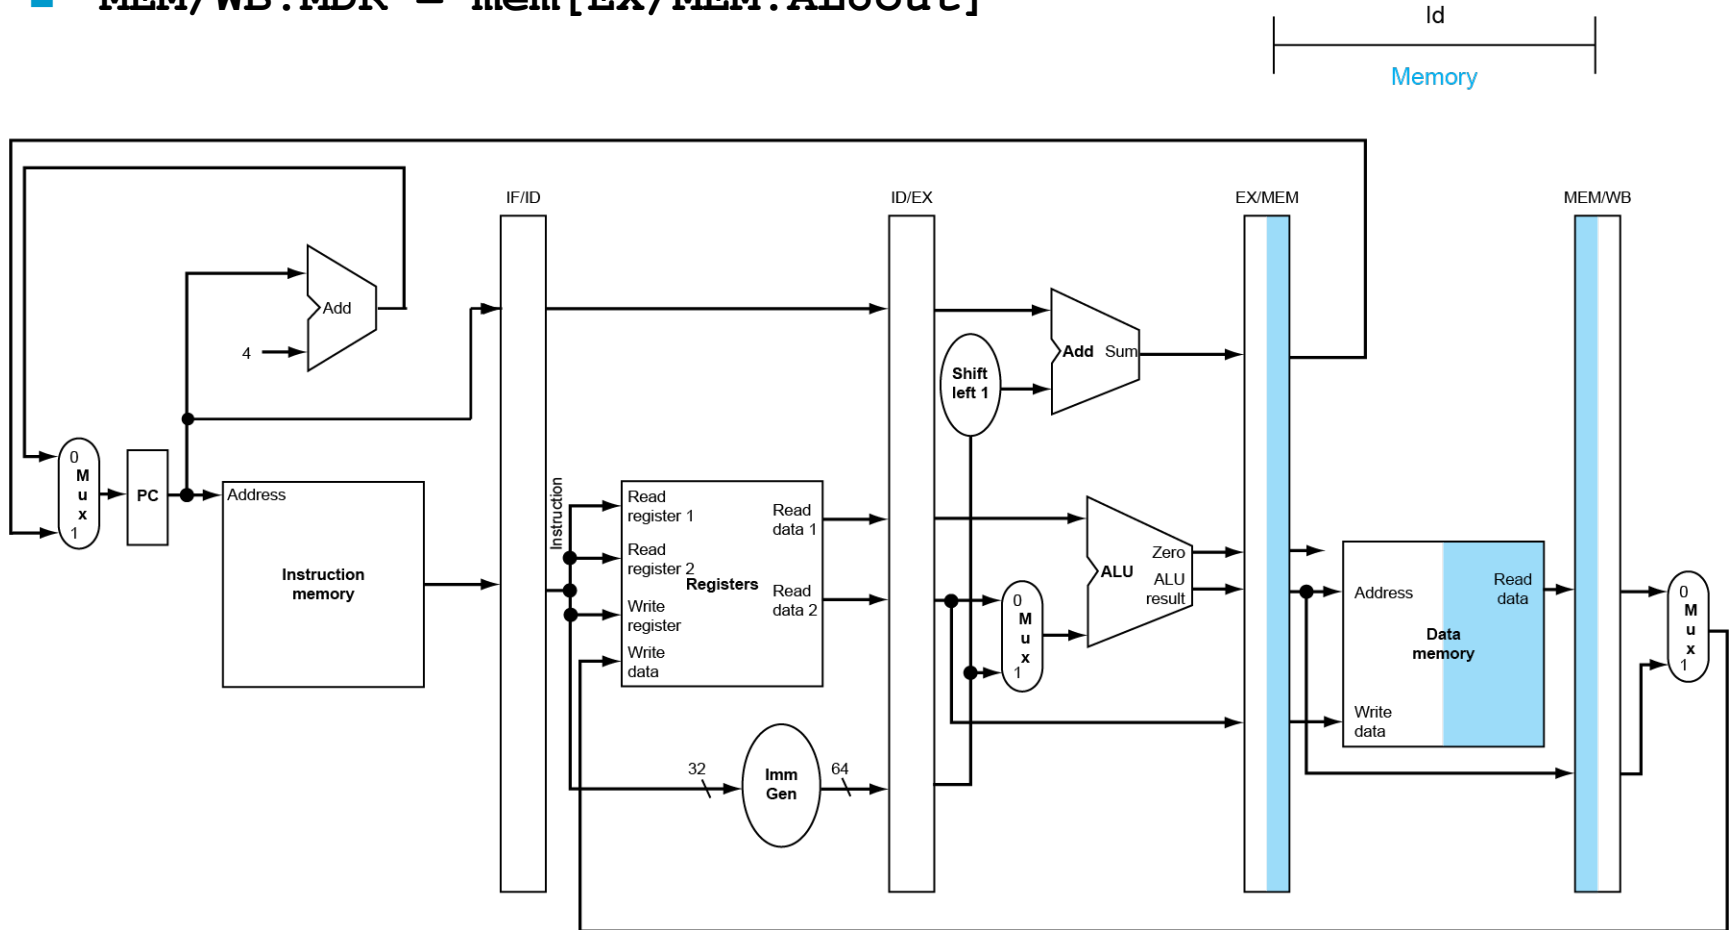 MEM/WB.MDR = mem[EX/MEM.ALUOut]
ld
Memory
IF/ID
ID/EX
EX/MEM
MEM/WB
Add
4
Shift
left 1
Add Sum
0
M
u
x
1
PC
Address
Instruction
memory
Instruction
Read
register 1
Read
register 2
Write
register
Write
data
Registers
Read
data 1
Read
data 2
0
M
u
x
1
Zero
ALU
ALU
result
Address
Read
data
Data
memory
Write
data
0
M
u
x
1
32
Imm
Gen
64